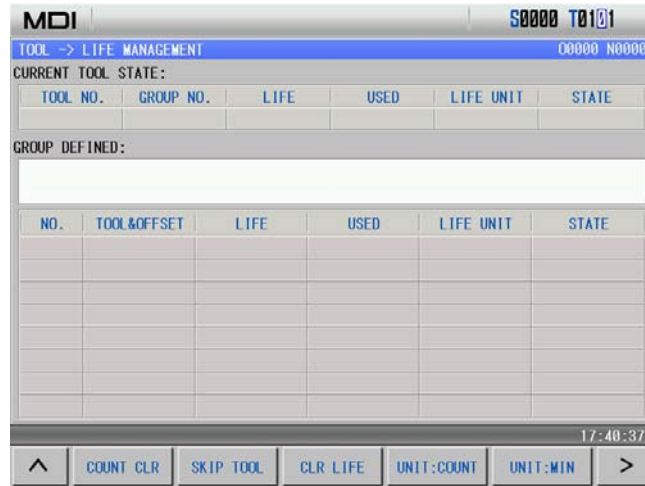 MDI S0000 T0101
TOOL -> LIFE MANAGEMENT O0000 N0000
CURRENT TOOL STATE:
TOOL NO. GROUP NO. LIFE USED LIFE UNIT STATE
GROUP DEFINED:
NO. TOOL&OFFSET LIFE USED LIFE UNIT STATE
17:40:37
^ COUNT CLR SKIP TOOL CLR LIFE UNIT:COUNT UNIT:MIN >